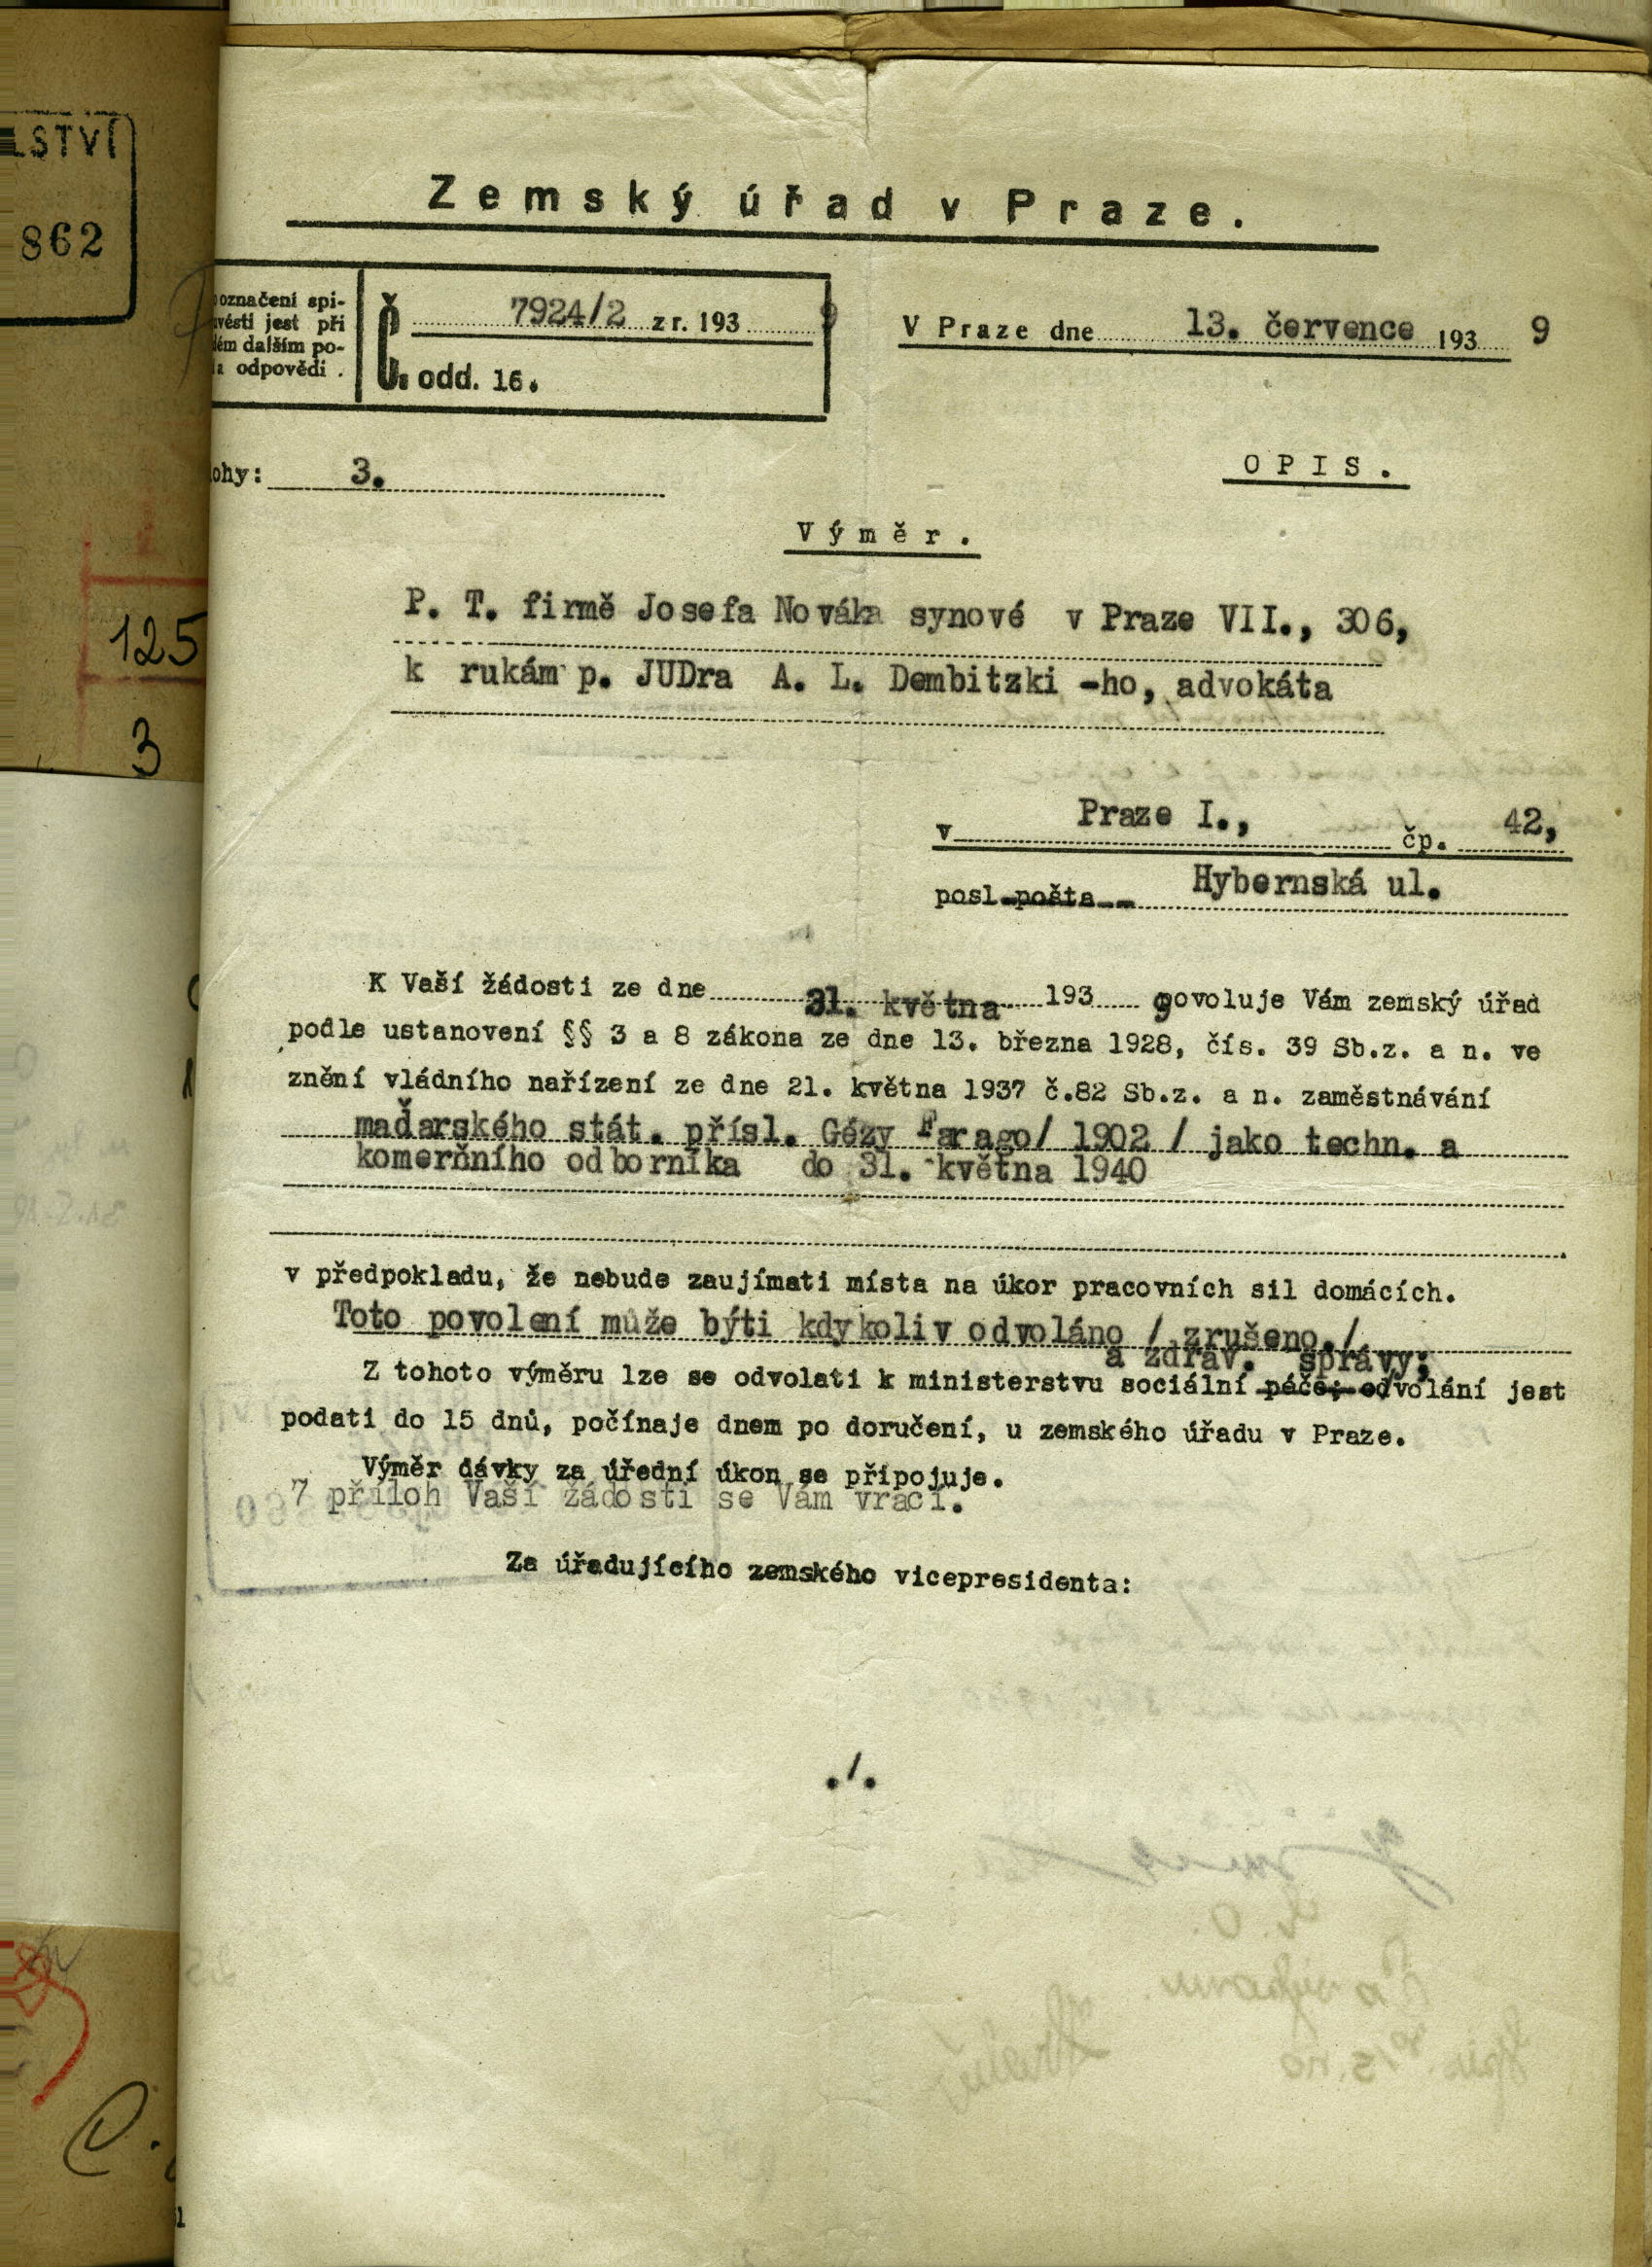 LSTVÍ
862
125
3
Zemský úřad v Praze.
označení spi-
uvésti jest při
dém dalším po-
a odpovědi.
Č. 7924/2 z r. 193 9
odd. 16.
V Praze dne 13. července 193 9
ohy: 3.
OPIS.
Výměr.
P. T. firmě Josefa Nováka synové v Praze VII., 306,
k rukám p. JUDra A. L. Dembitzki -ho, advokáta
v Praze I., čp. 42,
posl. pošta Hybernská ul.
K Vaší žádosti ze dne 31. května 193 9 povoluje Vám zemský úřad
podle ustanovení §§ 3 a 8 zákona ze dne 13. března 1928, čís. 39 Sb.z. a n. ve
znění vládního nařízení ze dne 21. května 1937 č.82 Sb.z. a n. zaměstnávání
maďarského stát. přísl. Gézy Farago/ 1902 / jako techn. a
komerčního odborníka do 31. května 1940
v předpokladu, že nebude zaujímati místa na úkor pracovních sil domácích.
Toto povolení může býti kdykoliv odvoláno / zrušeno./
a zdrav. správy;
Z tohoto výměru lze se odvolati k ministerstvu sociální páče; odvolání jest
podati do 15 dnů, počínaje dnem po doručení, u zemského úřadu v Praze.
Výměr dávky za úřední úkon se připojuje.
7 příloh Vaší žádosti se Vám vrací.
Za úřadujícího zemského vicepresidenta:
./.